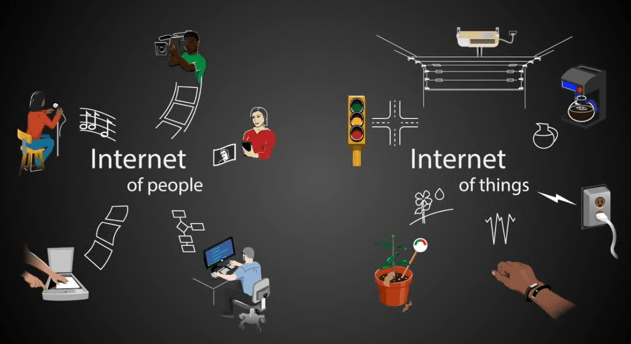 Internet
of people
Internet
of things